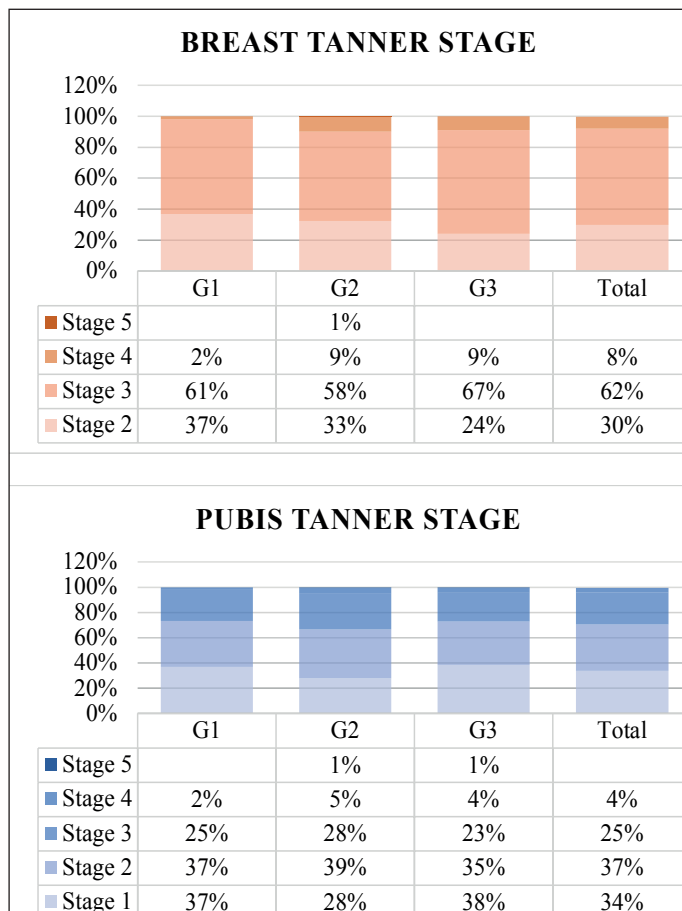 BREAST TANNER STAGE
120%
100%
80%
60%
40%
20%
0%
G1 G2 G3 Total
Stage 5 1%
Stage 4 2% 9% 9% 8%
Stage 3 61% 58% 67% 62%
Stage 2 37% 33% 24% 30%
PUBIS TANNER STAGE
120%
100%
80%
60%
40%
20%
0%
G1 G2 G3 Total
Stage 5 1% 1%
Stage 4 2% 5% 4% 4%
Stage 3 25% 28% 23% 25%
Stage 2 37% 39% 35% 37%
Stage 1 37% 28% 38% 34%